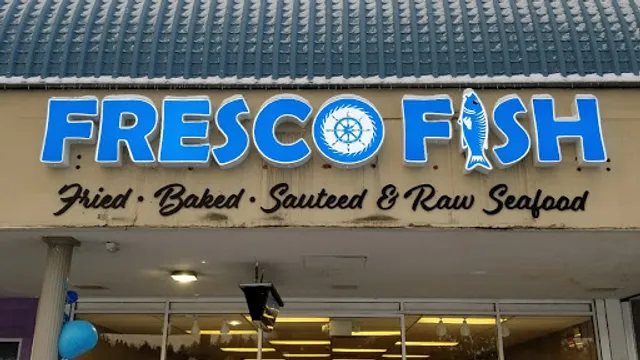 FRESCO FISH
Fried · Baked · Sauteed & Raw Seafood